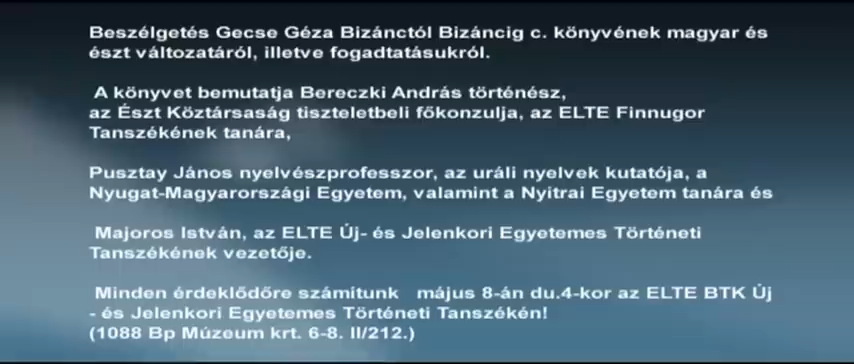 Beszélgetés Gecse Géza Bizánctól Bizáncig c. könyvének magyar és
észt változatáról, illetve fogadtatásukról.
A könyvet bemutatja Bereczki András történész,
az Észt Köztársaság tiszteletbeli főkonzulja, az ELTE Finnugor
Tanszékének tanára,
Pusztay János nyelvészprofesszor, az uráli nyelvek kutatója, a
Nyugat-Magyarországi Egyetem, valamint a Nyitrai Egyetem tanára és
Majoros István, az ELTE Új- és Jelenkori Egyetemes Történeti
Tanszékének vezetője.
Minden érdeklődőre számitunk május 8-án du.4-kor az ELTE BTK Új
- és Jelenkori Egyetemes Történeti Tanszékén!
(1088 Bp Múzeum krt. 6-8. II/212.)